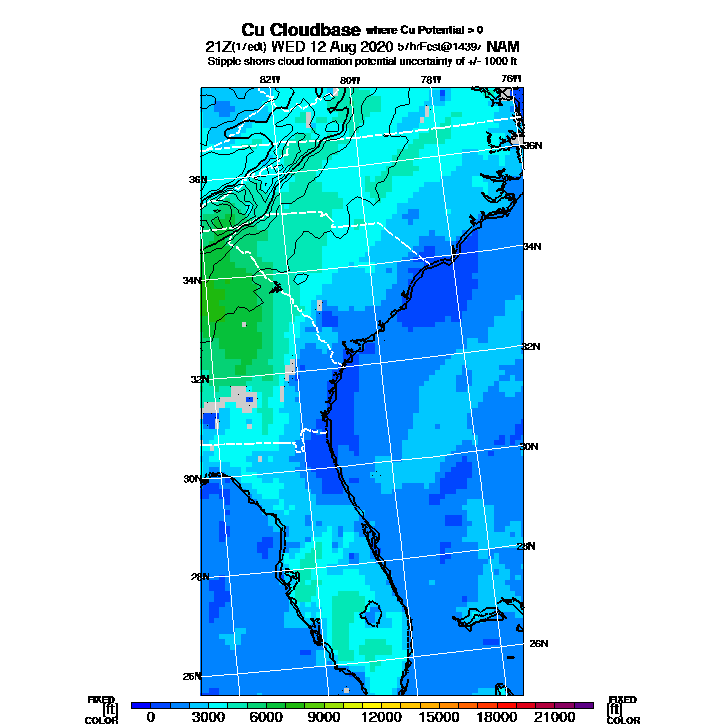 Cu Cloudbase where Cu Potential > 0
21Z(17edt) WED 12 Aug 2020 57hrFcst@1439z NAM
Stipple shows cloud formation potential uncertainty of +/- 1000 ft
82W 80W 78W 76W
36N 36N
34N 34N
32N 32N
30N 30N
28N 28N
26N 26N
FIXED [ft] COLOR 0 3000 6000 9000 12000 15000 18000 21000 FIXED [ft] COLOR